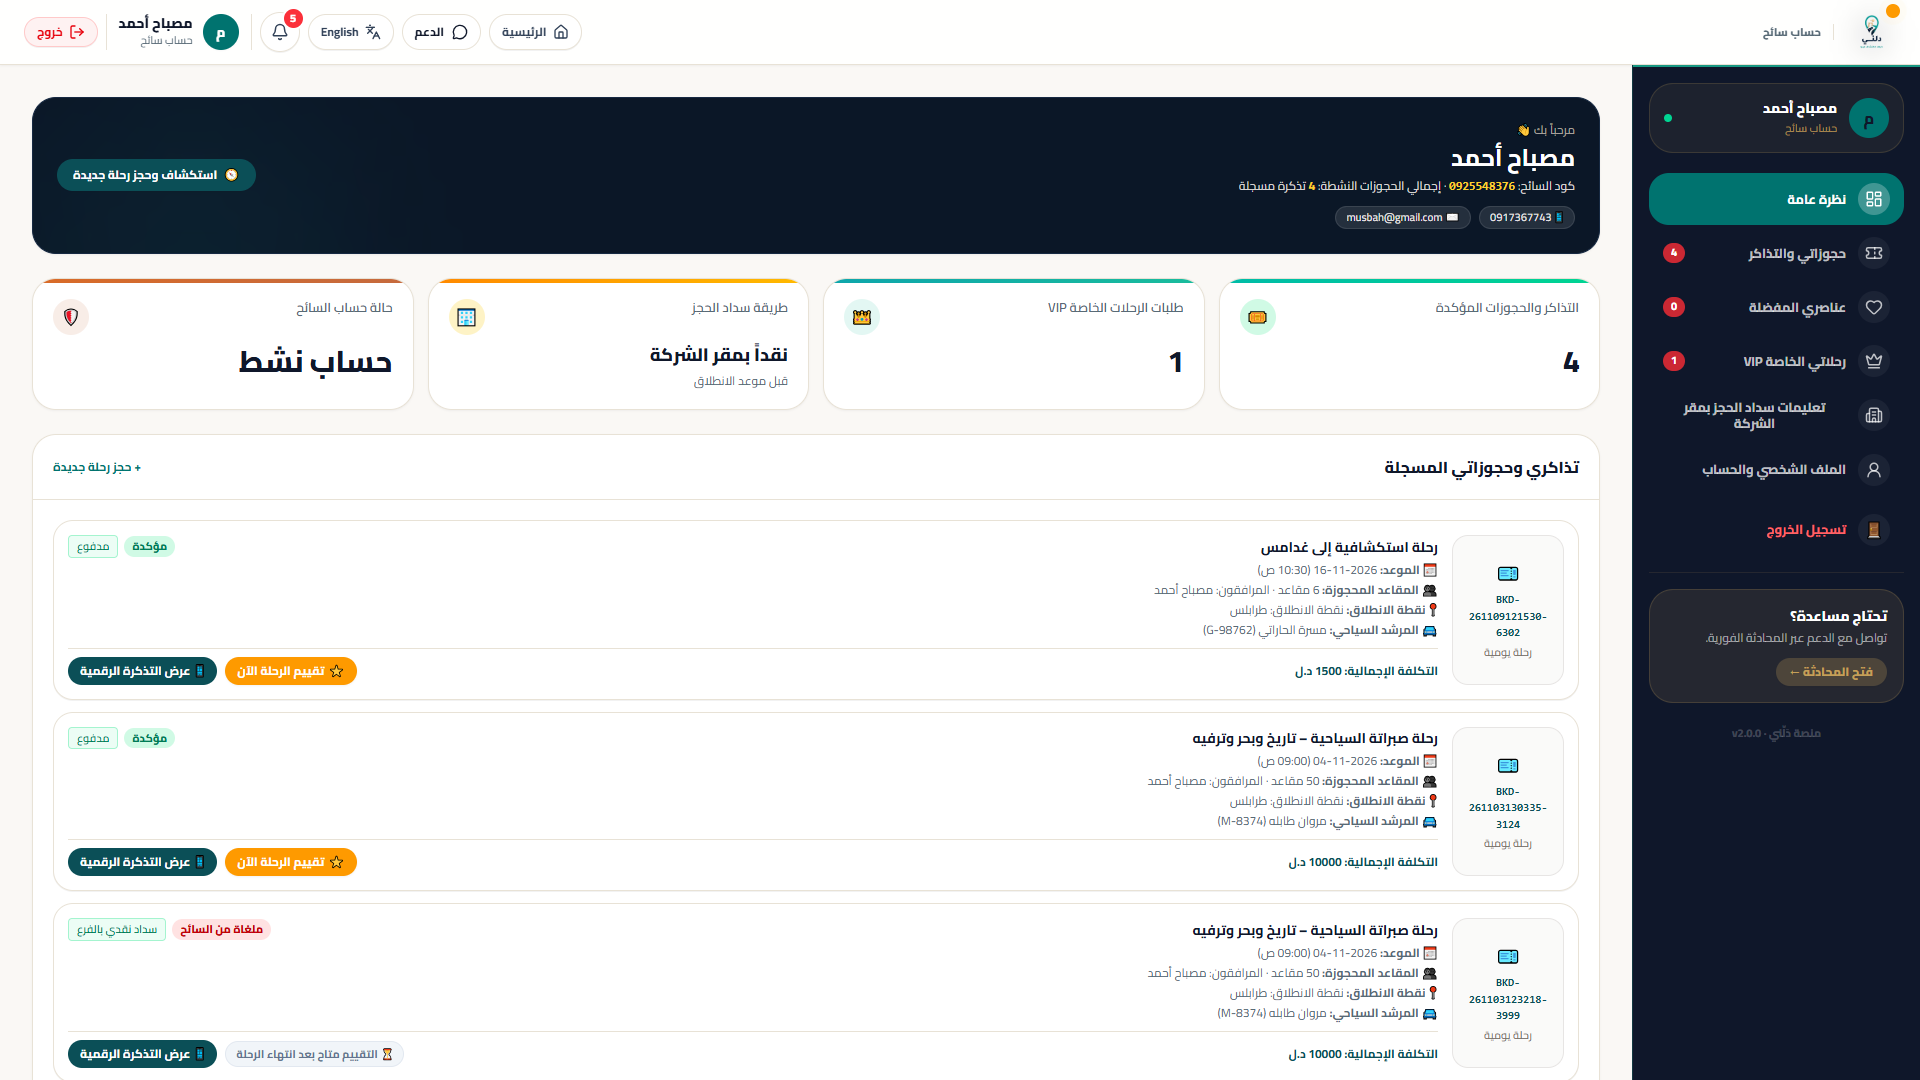 دلني
حساب سائح
الرئيسية
الدعم
English
5
م
مصباح أحمد
حساب سائح
خروج
م
مصباح أحمد
حساب سائح
نظرة عامة
حجوزاتي والتذاكر
4
عناصري المفضلة
0
رحلاتي الخاصة VIP
1
تعليمات سداد الحجز بمقر
الشركة
الملف الشخصي والحساب
تسجيل الخروج
تحتاج مساعدة؟
تواصل مع الدعم عبر المحادثة الفورية.
فتح المحادثة ←
منصة دلّني · v2.0.0
مرحباً بك 👋
مصباح أحمد
كود السائح: 0925548376 · إجمالي الحجوزات النشطة: 4 تذكرة مسجلة
0917367743
musbah@gmail.com
استكشاف وحجز رحلة جديدة
التذاكر والحجوزات المؤكدة
4
طلبات الرحلات الخاصة VIP
1
طريقة سداد الحجز
نقداً بمقر الشركة
قبل موعد الانطلاق
حالة حساب السائح
حساب نشط
تذاكري وحجوزاتي المسجلة
+ حجز رحلة جديدة
BKD-
261109121530-
6302
رحلة يومية
رحلة استكشافية إلى غدامس
الموعد: 2026-11-16 (10:30 ص)
المقاعد المحجوزة: 6 مقاعد · المرافقون: مصباح أحمد
نقطة الانطلاق: نقطة الانطلاق: طرابلس
المرشد السياحي: مسرة الحاراتي (G-98762)
التكلفة الإجمالية: 1500 د.ل
مؤكدة
مدفوع
تقييم الرحلة الآن
عرض التذكرة الرقمية
BKD-
261103130335-
3124
رحلة يومية
رحلة صبراتة السياحية – تاريخ وبحر وترفيه
الموعد: 2026-11-04 (09:00 ص)
المقاعد المحجوزة: 50 مقاعد · المرافقون: مصباح أحمد
نقطة الانطلاق: نقطة الانطلاق: طرابلس
المرشد السياحي: مروان طابله (M-8374)
التكلفة الإجمالية: 10000 د.ل
مؤكدة
مدفوع
تقييم الرحلة الآن
عرض التذكرة الرقمية
BKD-
261103123218-
3999
رحلة يومية
رحلة صبراتة السياحية – تاريخ وبحر وترفيه
الموعد: 2026-11-04 (09:00 ص)
المقاعد المحجوزة: 50 مقاعد · المرافقون: مصباح أحمد
نقطة الانطلاق: نقطة الانطلاق: طرابلس
المرشد السياحي: مروان طابله (M-8374)
التكلفة الإجمالية: 10000 د.ل
ملغاة من السائح
سداد نقدي بالفرع
التقييم متاح بعد انتهاء الرحلة
عرض التذكرة الرقمية